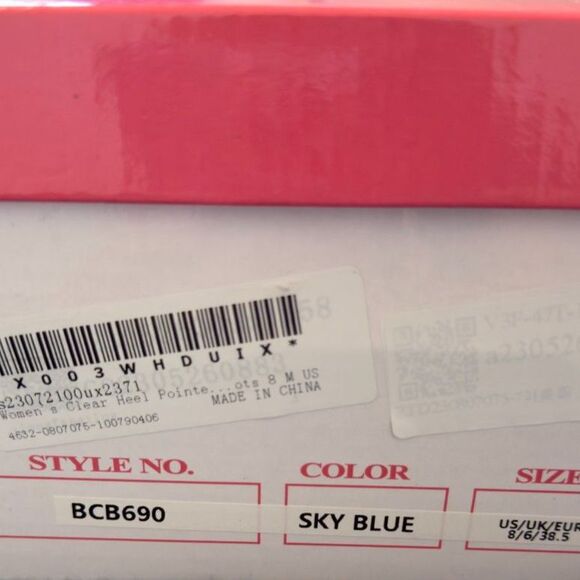 X003WHDUIX*
s23072100ux2371
Women s Clear Heel Pointe...ots 8 M US
MADE IN CHINA
4632-0807075-100790406
STYLE NO. COLOR SIZE
BCB690 SKY BLUE US/UK/EUR
8/6/38.5